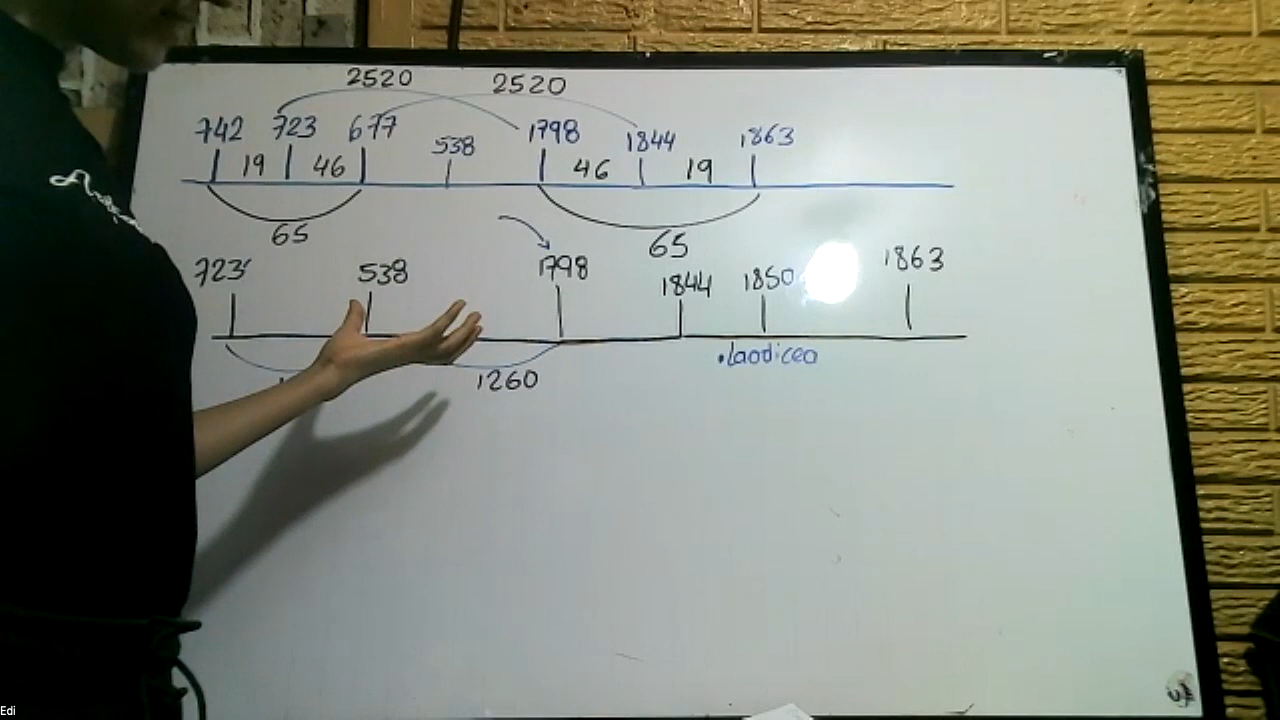 2520 2520
742 723 677 538 1798 1844 1863
19 46 46 19
65 65
723 538 1798 1844 1850 1863
.Laodicea
1260
Edi